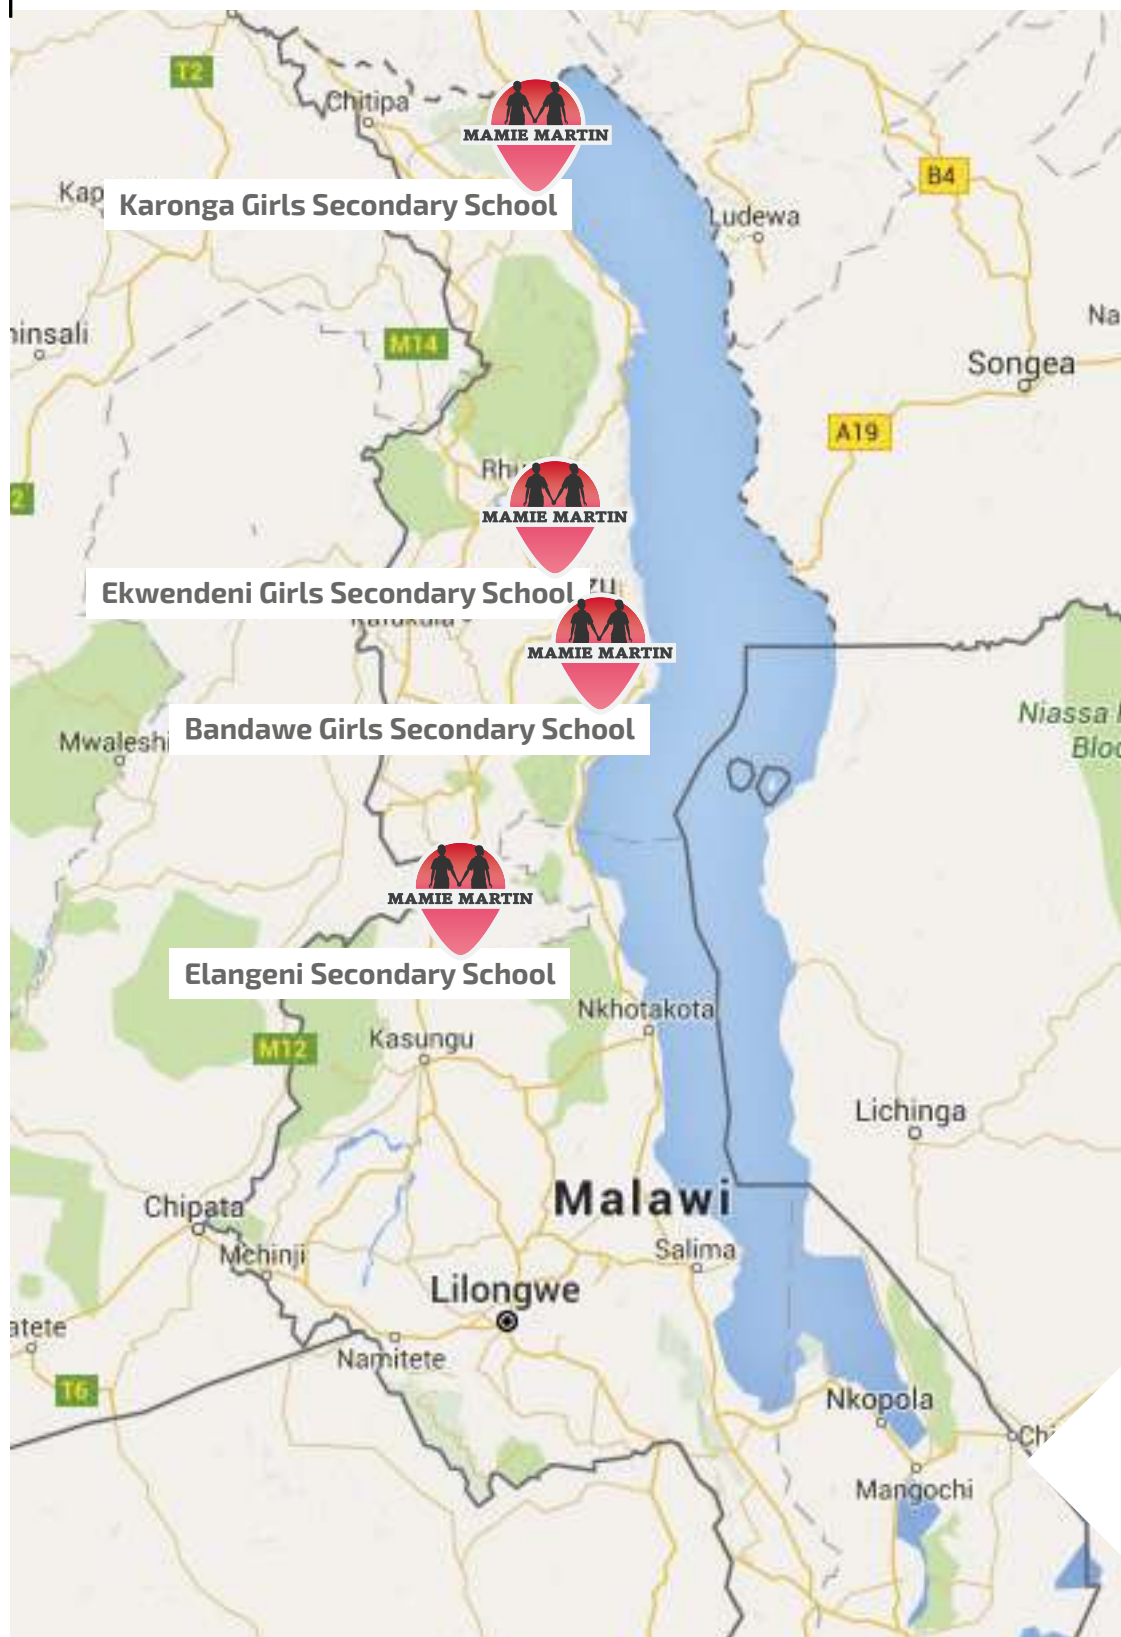 T2
Chitipa
MAMIE MARTIN
B4
Karonga Girls Secondary School
Ludewa
M14
Songea
A19
MAMIE MARTIN
Ekwendeni Girls Secondary School
MAMIE MARTIN
Niassa
Bandawe Girls Secondary School
Mwaleshi
MAMIE MARTIN
Elangeni Secondary School
Nkhotakota
Kasungu
M12
Lichinga
Malawi
Chipata
Salima
Mchinji
Lilongwe
Namitete
T6
Nkopola
Mangochi